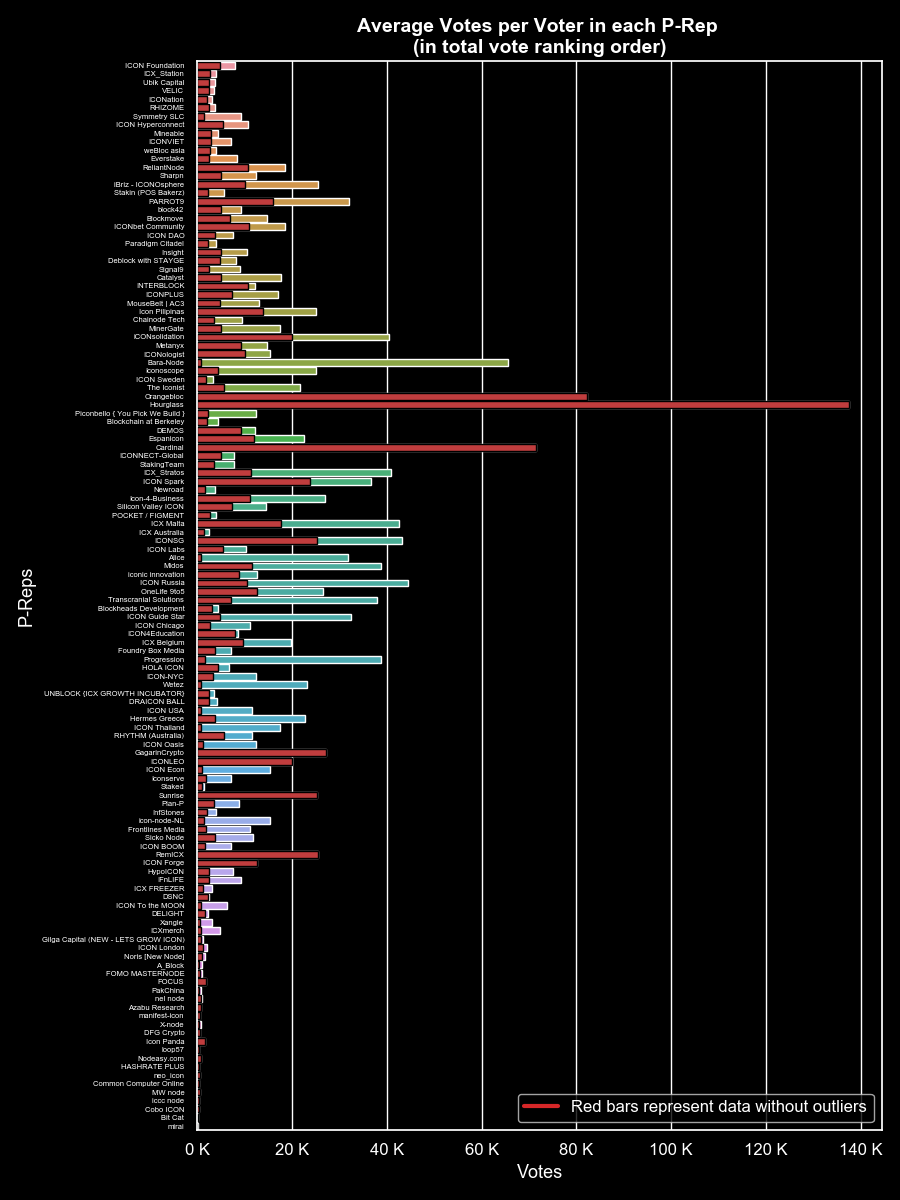 Average Votes per Voter in each P-Rep
(in total vote ranking order)
ICON Foundation
ICX_Station
Ubik Capital
VELIC
ICONation
RHIZOME
Symmetry SLC
ICON Hyperconnect
Mineable
ICONVIET
weBloc asia
Everstake
ReliantNode
Sharpn
iBriz - ICONOsphere
Stakin (POS Bakerz)
PARROT9
block42
Blockmove
ICONbet Community
ICON DAO
Paradigm Citadel
Insight
Deblock with STAYGE
Signal9
Catalyst
INTERBLOCK
ICONPLUS
MouseBelt | AC3
Icon Pilipinas
Chainode Tech
MinerGate
ICONsolidation
Metanyx
ICONologist
Bara-Node
Iconoscope
ICON Sweden
The Iconist
Orangebloc
Hourglass
Piconbello { You Pick We Build }
Blockchain at Berkeley
DEMOS
Espanicon
Cardinal
ICONNECT-Global
StakingTeam
ICX_Stratos
ICON Spark
Newroad
Icon-4-Business
Silicon Valley ICON
POCKET / FIGMENT
ICX Malta
ICX Australia
ICONSG
ICON Labs
Alice
Midos
iconic innovation
ICON Russia
OneLife 9to5
Transcranial Solutions
Blockheads Development
ICON Guide Star
ICON Chicago
ICON4Education
ICX Belgium
Foundry Box Media
Progression
HOLA ICON
ICON-NYC
Wetez
UNBLOCK {ICX GROWTH INCUBATOR}
DRAICON BALL
ICON USA
Hermes Greece
ICON Thailand
RHYTHM (Australia)
ICON Oasis
GagarinCrypto
ICONLEO
ICON Econ
Iconserve
Staked
Sunrise
Plan-P
InfStones
icon-node-NL
Frontlines Media
Sicko Node
ICON BOOM
RemICX
ICON Forge
HypoICON
iFnLIFE
ICX FREEZER
DSNC
ICON To the MOON
DELIGHT
Xangle
ICXmerch
Gilga Capital (NEW - LETS GROW ICON)
ICON London
Noris [New Node]
A_Block
FOMO MASTERNODE
FOCUS
PakChina
nel node
Azabu Research
manifest-icon
X-node
DFG Crypto
Icon Panda
loop57
Nodeasy.com
HASHRATE PLUS
neo_icon
Common Computer Online
MW node
iccc node
Cobo ICON
Bit Cat
miral
P-Reps
Red bars represent data without outliers
0 K 20 K 40 K 60 K 80 K 100 K 120 K 140 K
Votes